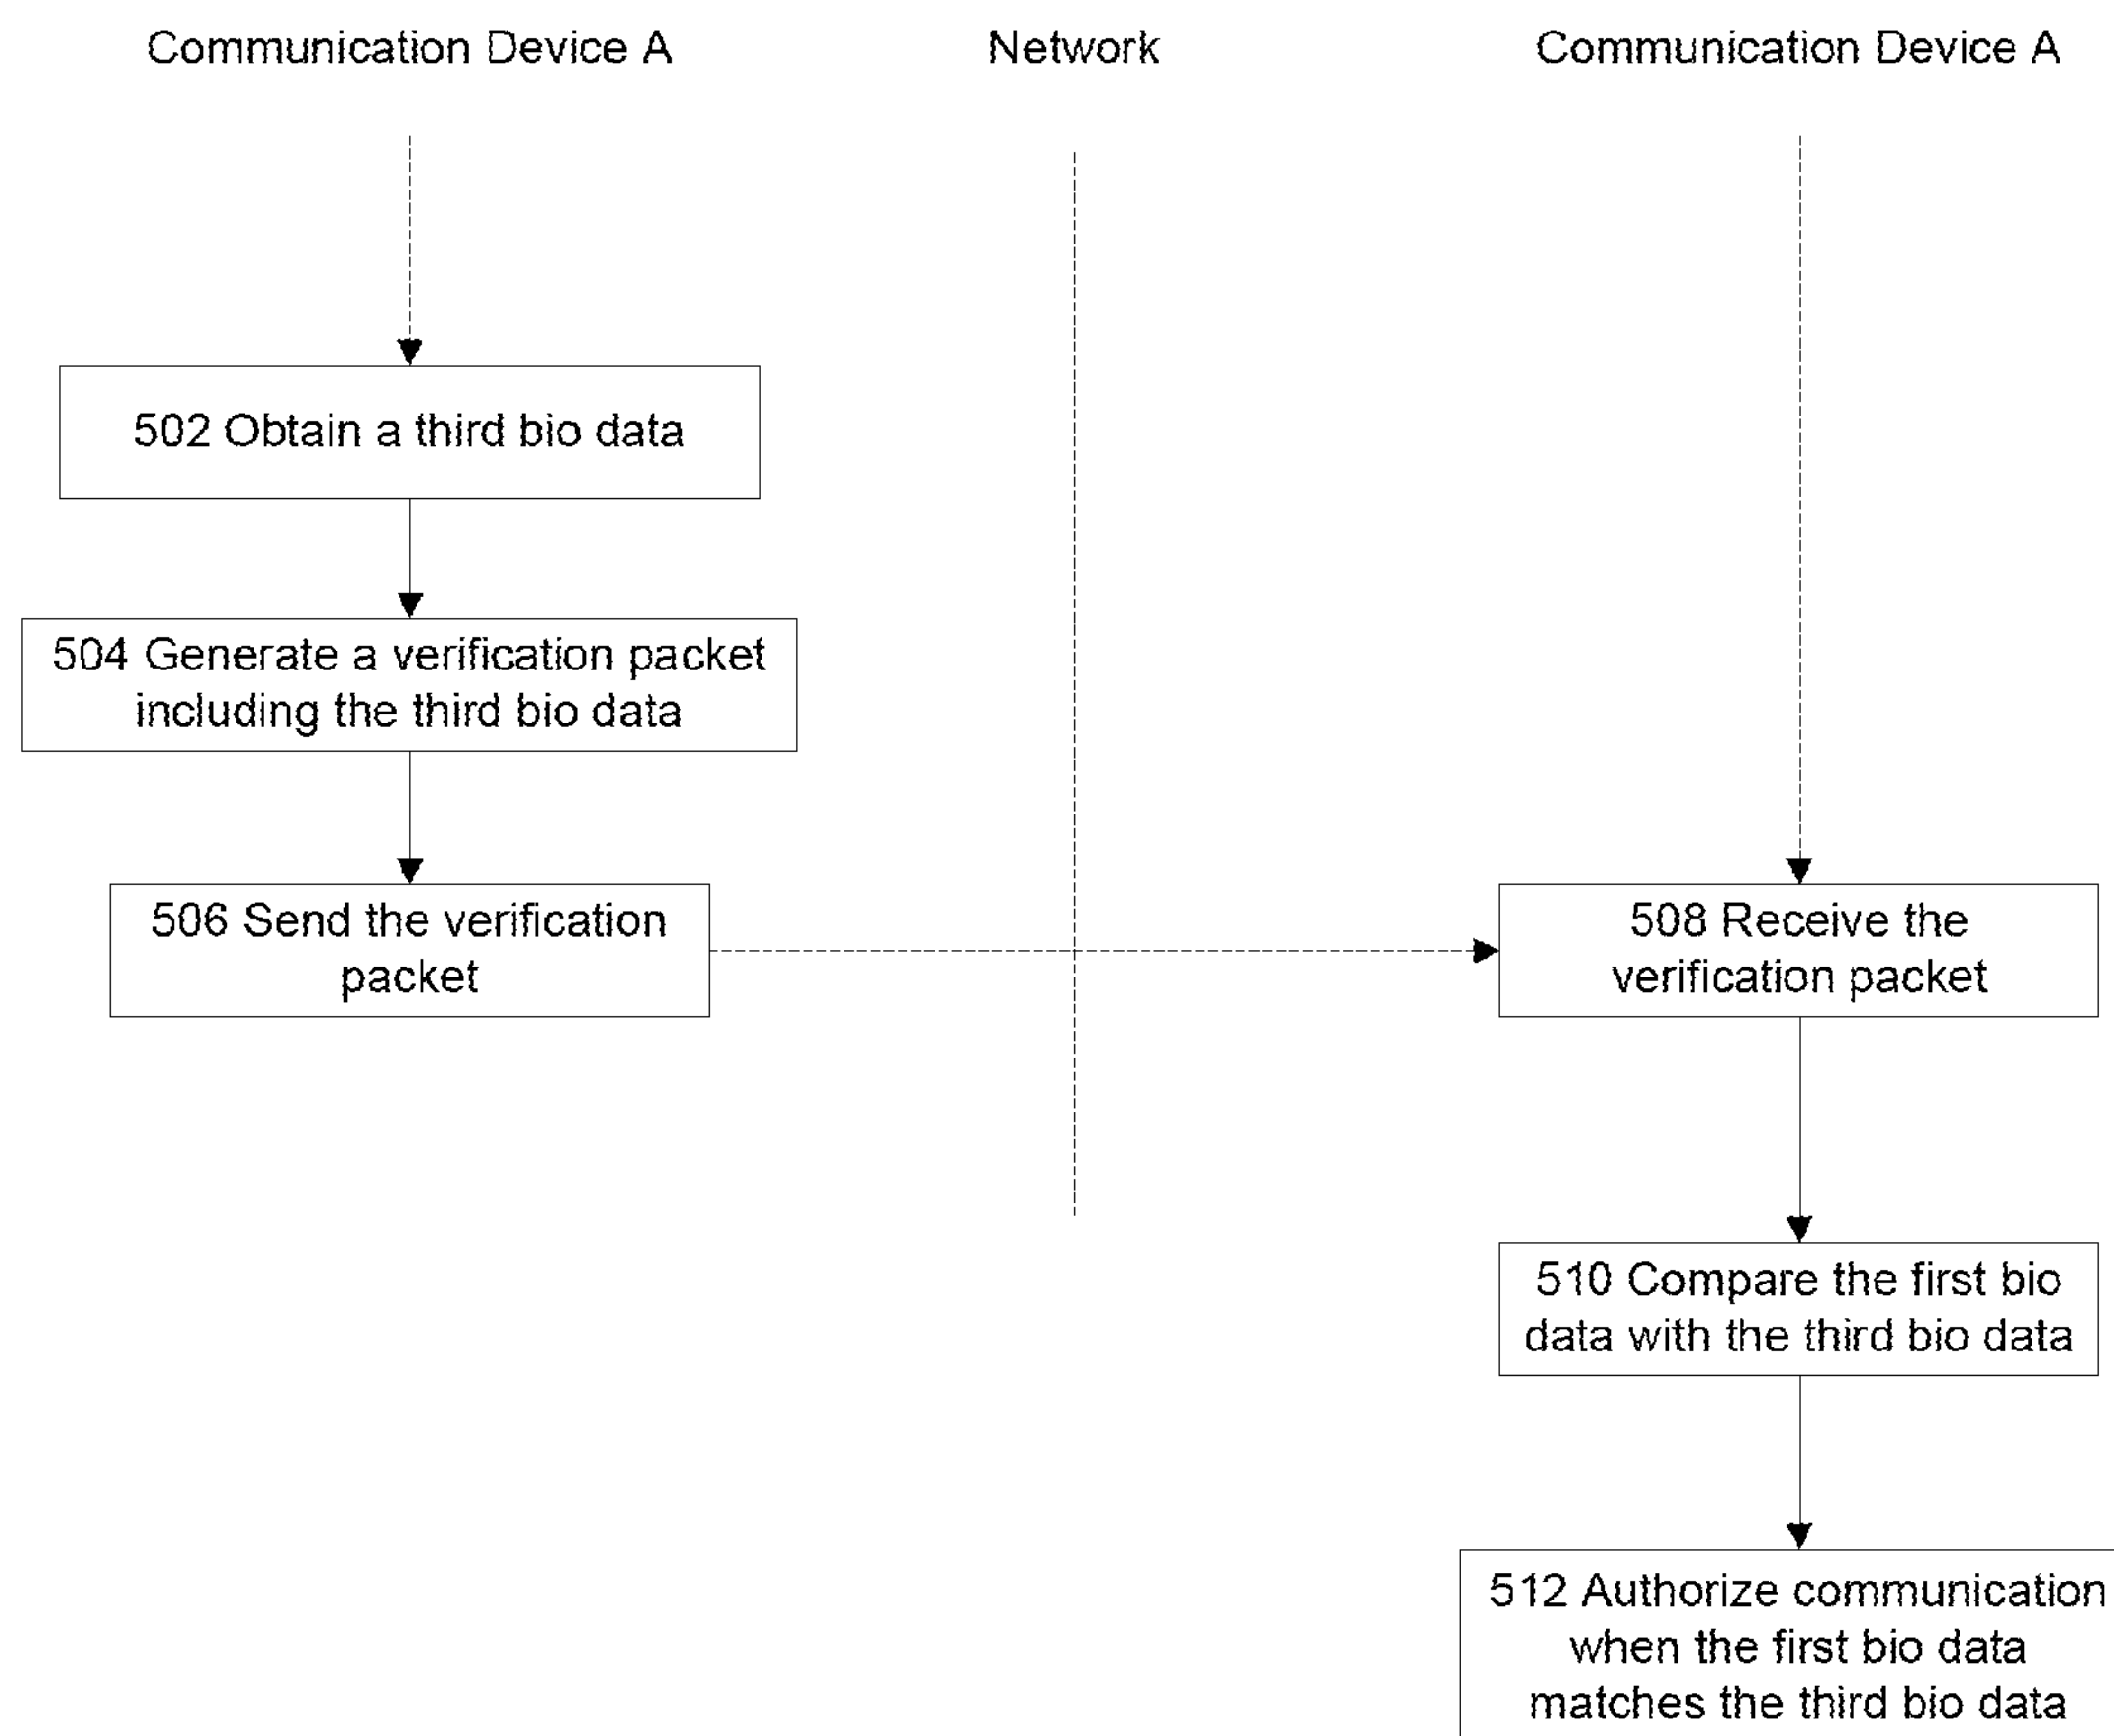 Communication Device A
Network
Communication Device A
502 Obtain a third bio data
504 Generate a verification packet
including the third bio data
506 Send the verification
packet
508 Receive the
verification packet
510 Compare the first bio
data with the third bio data
512 Authorize communication
when the first bio data
matches the third bio data